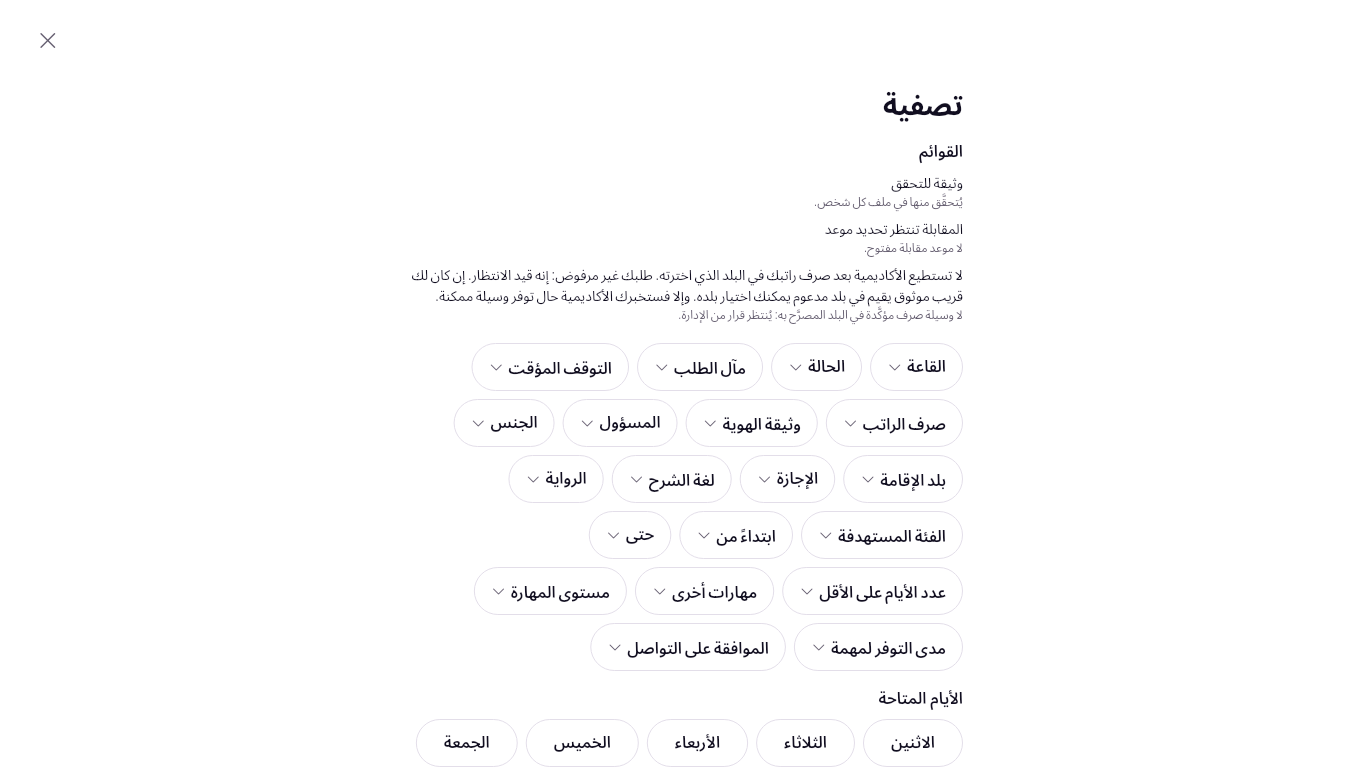 تصفية
القوائم
وثيقة للتحقق
يُتحقَّق منها في ملف كل شخص.
المقابلة تنتظر تحديد موعد
لا موعد مقابلة مفتوح.
لا تستطيع الأكاديمية بعد صرف راتبك في البلد الذي اخترته. طلبك غير مرفوض: إنه قيد الانتظار. إن كان لك
قريب موثوق يقيم في بلد مدعوم يمكنك اختيار بلده. وإلا فستخبرك الأكاديمية حال توفر وسيلة ممكنة.
لا وسيلة صرف مؤكَّدة في البلد المصرَّح به: يُنتظر قرار من الإدارة.
القاعة الحالة مآل الطلب التوقف المؤقت
صرف الراتب وثيقة الهوية المسؤول الجنس
بلد الإقامة الإجازة لغة الشرح الرواية
الفئة المستهدفة ابتداءً من حتى
عدد الأيام على الأقل مهارات أخرى مستوى المهارة
مدى التوفر لمهمة الموافقة على التواصل
الأيام المتاحة
الاثنين الثلاثاء الأربعاء الخميس الجمعة